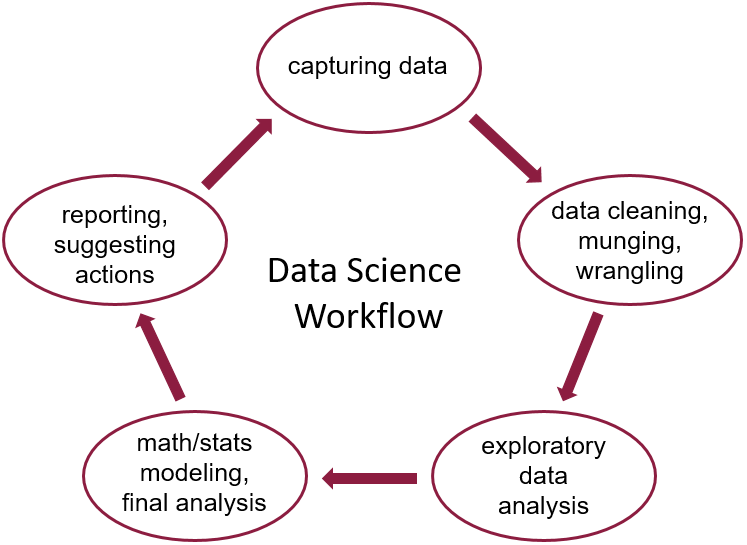 capturing data
data cleaning,
munging,
wrangling
exploratory
data
analysis
math/stats
modeling,
final analysis
reporting,
suggesting
actions
Data Science
Workflow